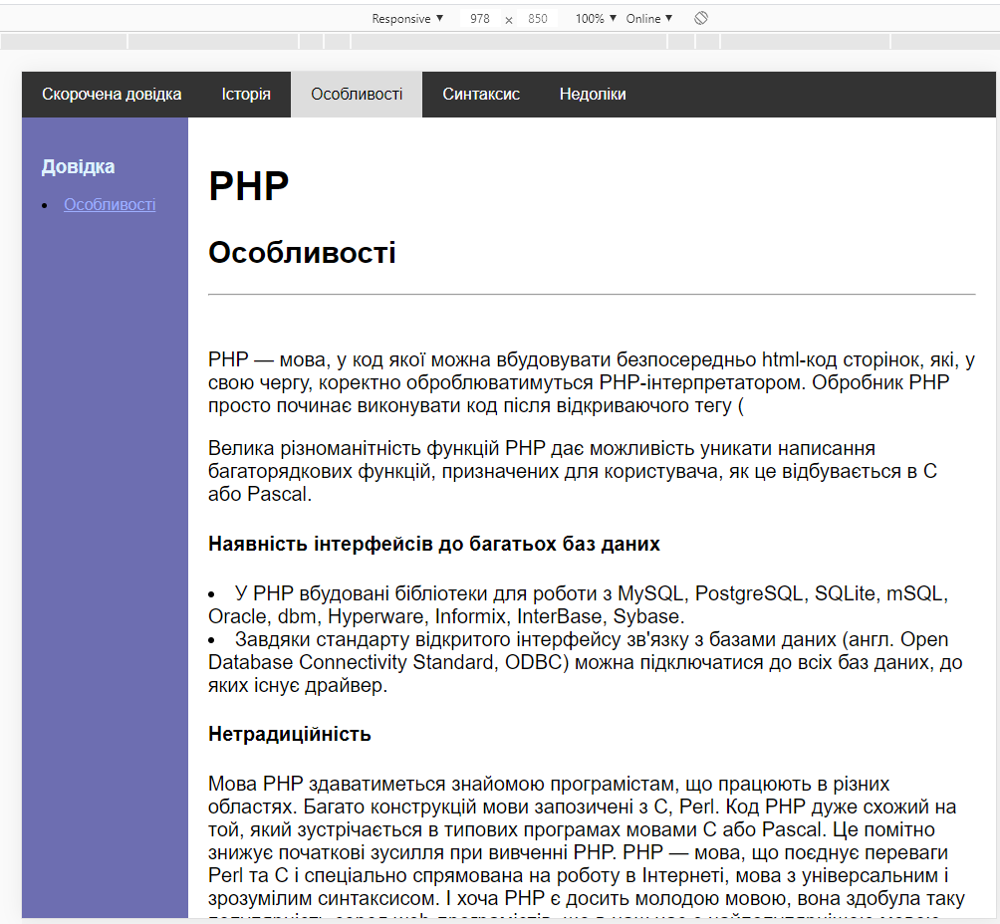 Responsive ▼ 978 x 850 100% ▼ Online ▼
Скорочена довідка Історія Особливості Синтаксис Недоліки
Довідка
• Особливості
PHP
Особливості
PHP — мова, у код якої можна вбудовувати безпосередньо html-код сторінок, які, у
свою чергу, коректно оброблюватимуться PHP-інтерпретатором. Обробник PHP
просто починає виконувати код після відкриваючого тегу (
Велика різноманітність функцій PHP дає можливість уникати написання
багаторядкових функцій, призначених для користувача, як це відбувається в C
або Pascal.
Наявність інтерфейсів до багатьох баз даних
• У PHP вбудовані бібліотеки для роботи з MySQL, PostgreSQL, SQLite, mSQL,
Oracle, dbm, Hyperware, Informix, InterBase, Sybase.
• Завдяки стандарту відкритого інтерфейсу зв'язку з базами даних (англ. Open
Database Connectivity Standard, ODBC) можна підключатися до всіх баз даних, до
яких існує драйвер.
Нетрадиційність
Мова PHP здаватиметься знайомою програмістам, що працюють в різних
областях. Багато конструкцій мови запозичені з C, Perl. Код PHP дуже схожий на
той, який зустрічається в типових програмах мовами C або Pascal. Це помітно
знижує початкові зусилля при вивченні PHP. PHP — мова, що поєднує переваги
Perl та C і спеціально спрямована на роботу в Інтернеті, мова з універсальним і
зрозумілим синтаксисом. І хоча PHP є досить молодою мовою, вона здобула таку